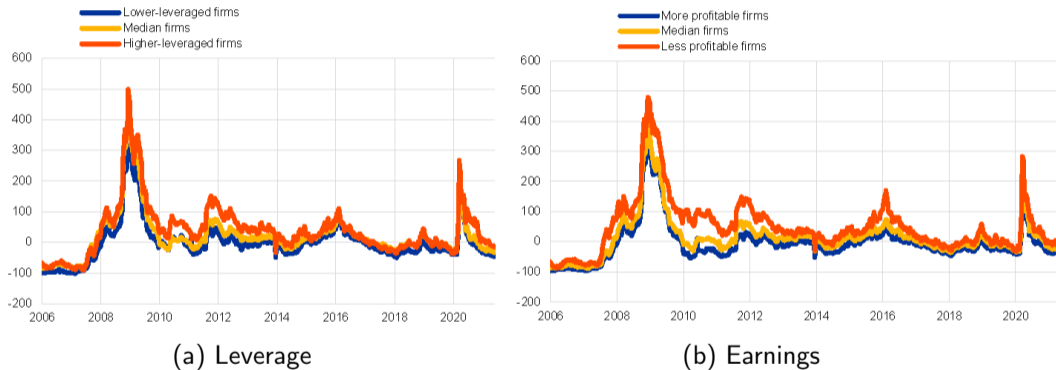 Lower-leveraged firms
Median firms
Higher-leveraged firms
600
500
400
300
200
100
0
-100
-200
2006 2008 2010 2012 2014 2016 2018 2020
(a) Leverage
More profitable firms
Median firms
Less profitable firms
600
500
400
300
200
100
0
-100
-200
2006 2008 2010 2012 2014 2016 2018 2020
(b) Earnings